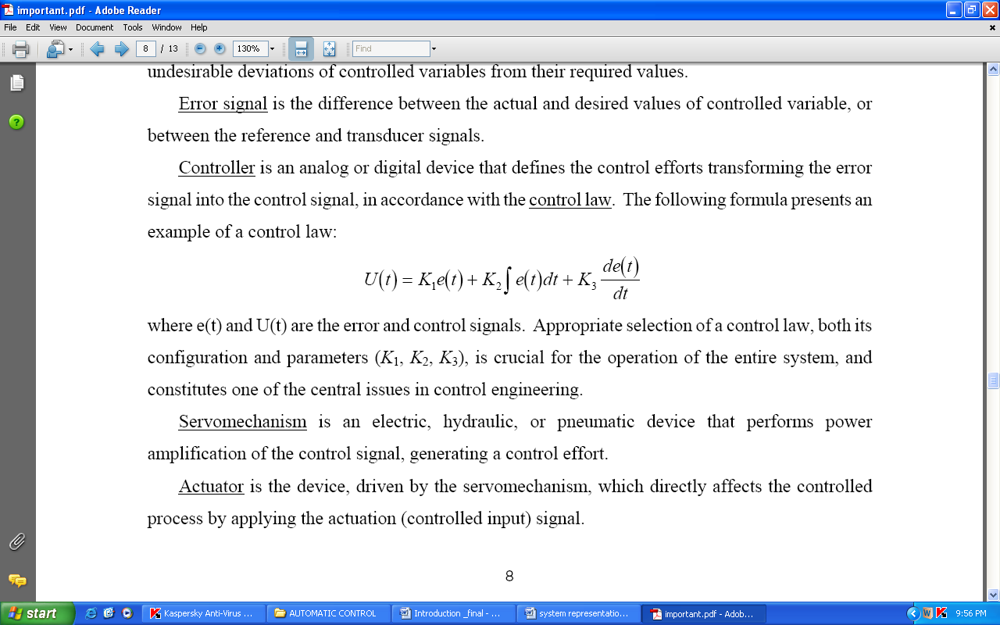 important.pdf - Adobe Reader
File Edit View Document Tools Window Help
8 / 13 130% Find
undesirable deviations of controlled variables from their required values.
Error signal is the difference between the actual and desired values of controlled variable, or
between the reference and transducer signals.
Controller is an analog or digital device that defines the control efforts transforming the error
signal into the control signal, in accordance with the control law. The following formula presents an
example of a control law:
U(t) = K₁e(t) + K₂∫e(t)dt + K₃ de(t)/dt
where e(t) and U(t) are the error and control signals. Appropriate selection of a control law, both its
configuration and parameters (K₁, K₂, K₃), is crucial for the operation of the entire system, and
constitutes one of the central issues in control engineering.
Servomechanism is an electric, hydraulic, or pneumatic device that performs power
amplification of the control signal, generating a control effort.
Actuator is the device, driven by the servomechanism, which directly affects the controlled
process by applying the actuation (controlled input) signal.
8
start Kaspersky Anti-Virus ... AUTOMATIC CONTROL Introduction _final - ... system representatio... important.pdf - Adob... 9:56 PM